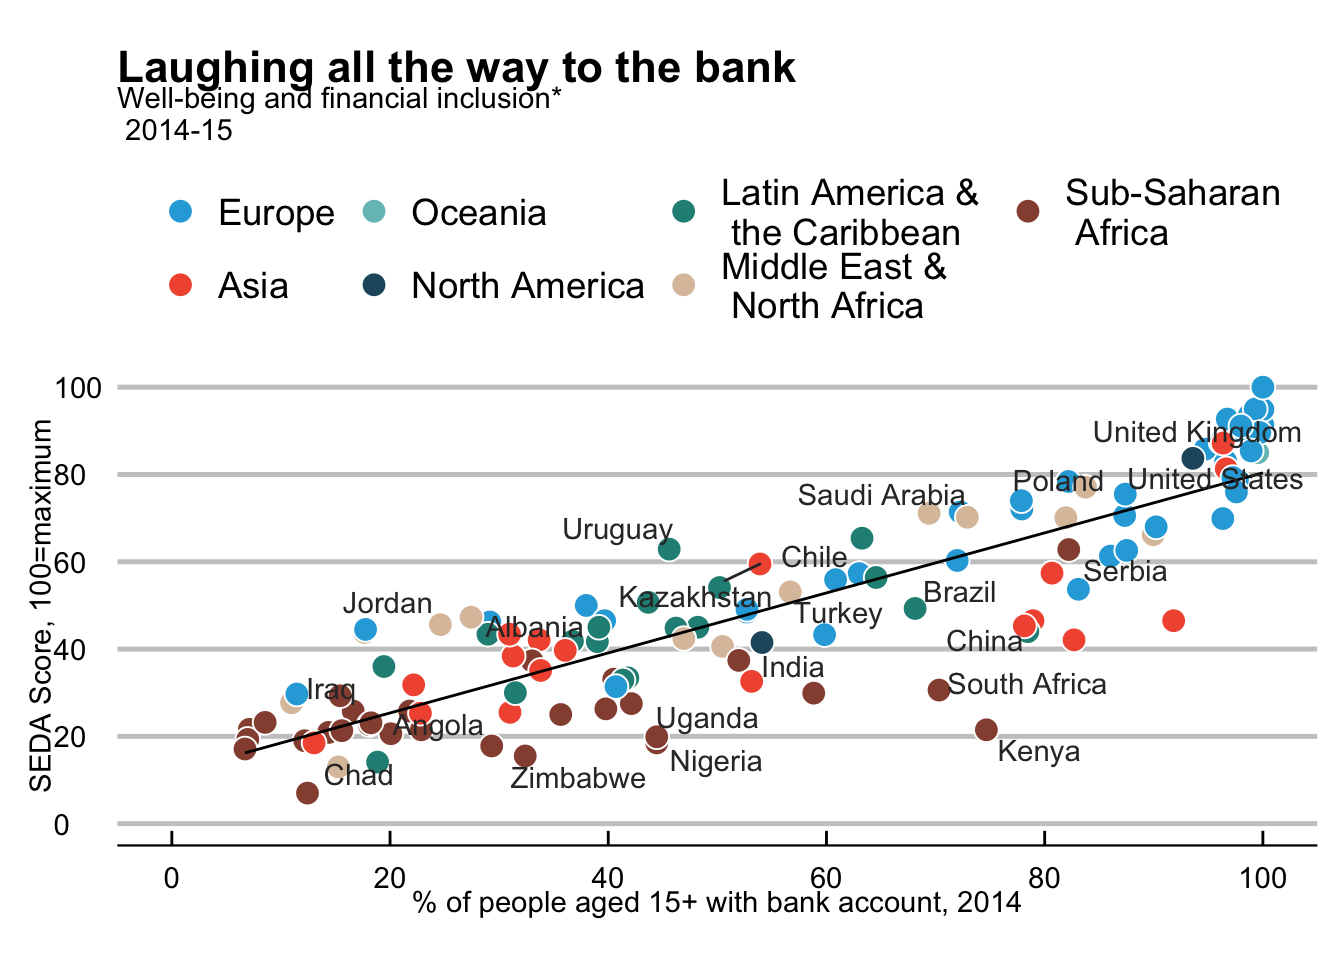 Laughing all the way to the bank
Well-being and financial inclusion*
2014-15
Europe
Oceania
Latin America &
the Caribbean
Sub-Saharan
Africa
Asia
North America
Middle East &
North Africa
SEDA Score, 100=maximum
100
80
60
40
20
0
United Kingdom
United States
Poland
Saudi Arabia
Uruguay
Chile
Serbia
Kazakhstan
Brazil
Jordan
Turkey
Albania
China
India
South Africa
Iraq
Angola
Uganda
Kenya
Nigeria
Chad
Zimbabwe
0
20
40
60
80
100
% of people aged 15+ with bank account, 2014